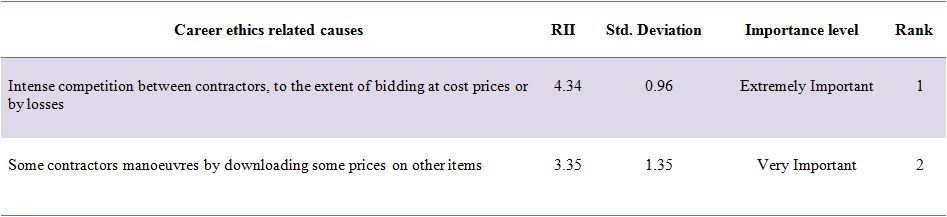 Career ethics related causes RII Std. Deviation Importance level Rank
Intense competition between contractors, to the extent of bidding at cost prices or 4.34 0.96 Extremely Important 1
by losses
Some contractors manoeuvres by downloading some prices on other items 3.35 1.35 Very Important 2